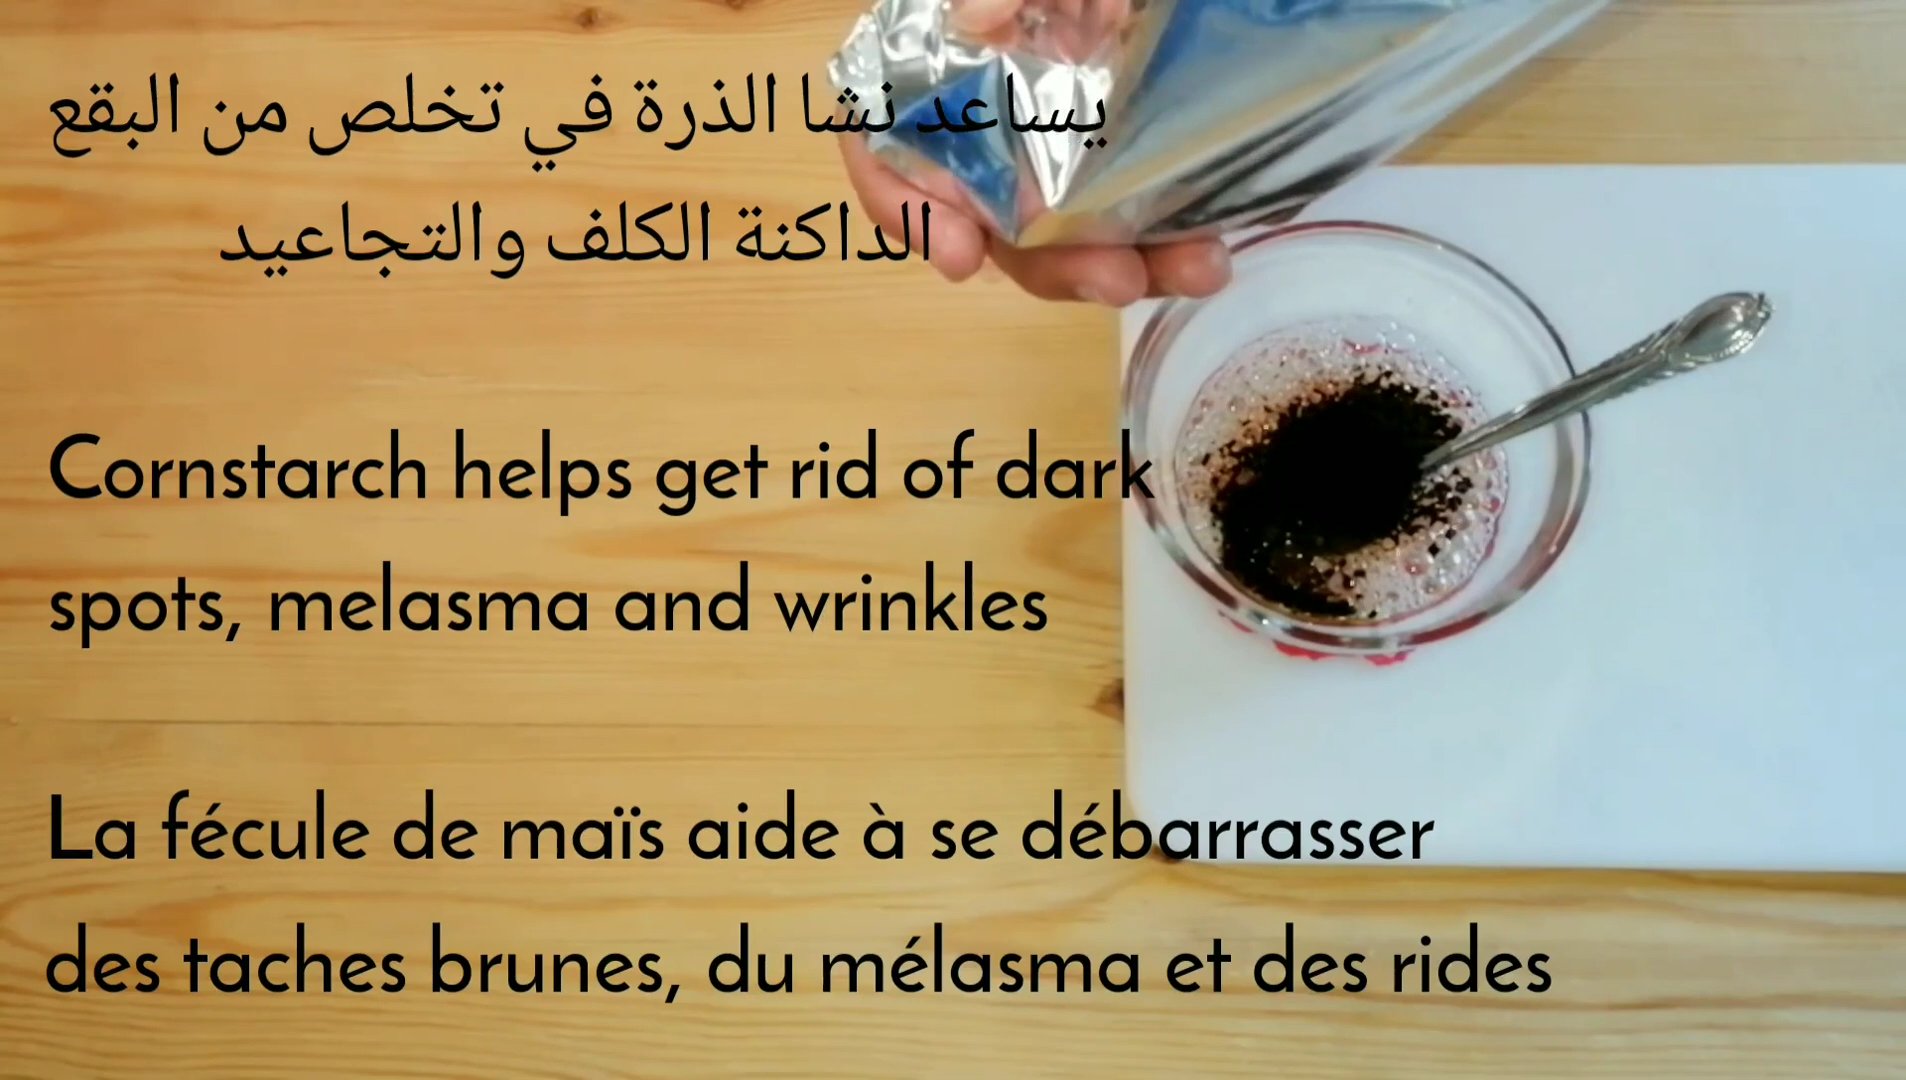 يساعد نشا الذرة في تخلص من البقع
الداكنة الكلف والتجاعيد
Cornstarch helps get rid of dark
spots, melasma and wrinkles
La fécule de maïs aide à se débarrasser
des taches brunes, du mélasma et des rides